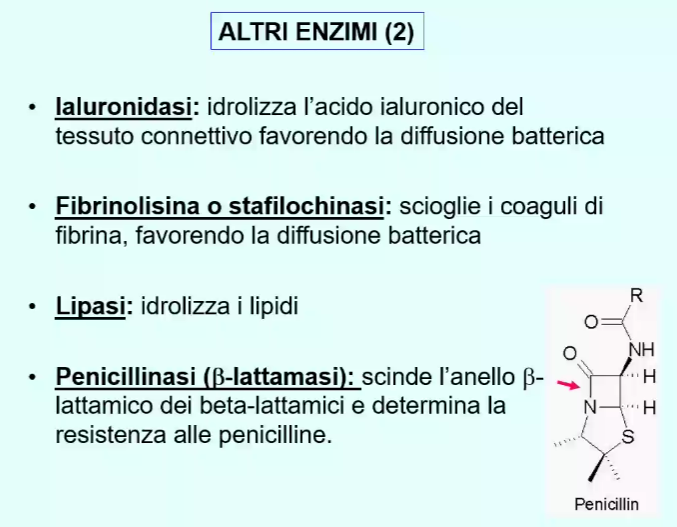 ALTRI ENZIMI (2)
• Ialuronidasi: idrolizza l'acido ialuronico del
tessuto connettivo favorendo la diffusione batterica
• Fibrinolisina o stafilochinasi: scioglie i coaguli di
fibrina, favorendo la diffusione batterica
• Lipasi: idrolizza i lipidi
• Penicillinasi (β-lattamasi): scinde l'anello β-
lattamico dei beta-lattamici e determina la
resistenza alle penicilline.
R
O
NH
O
H
N
H
S
Penicillin